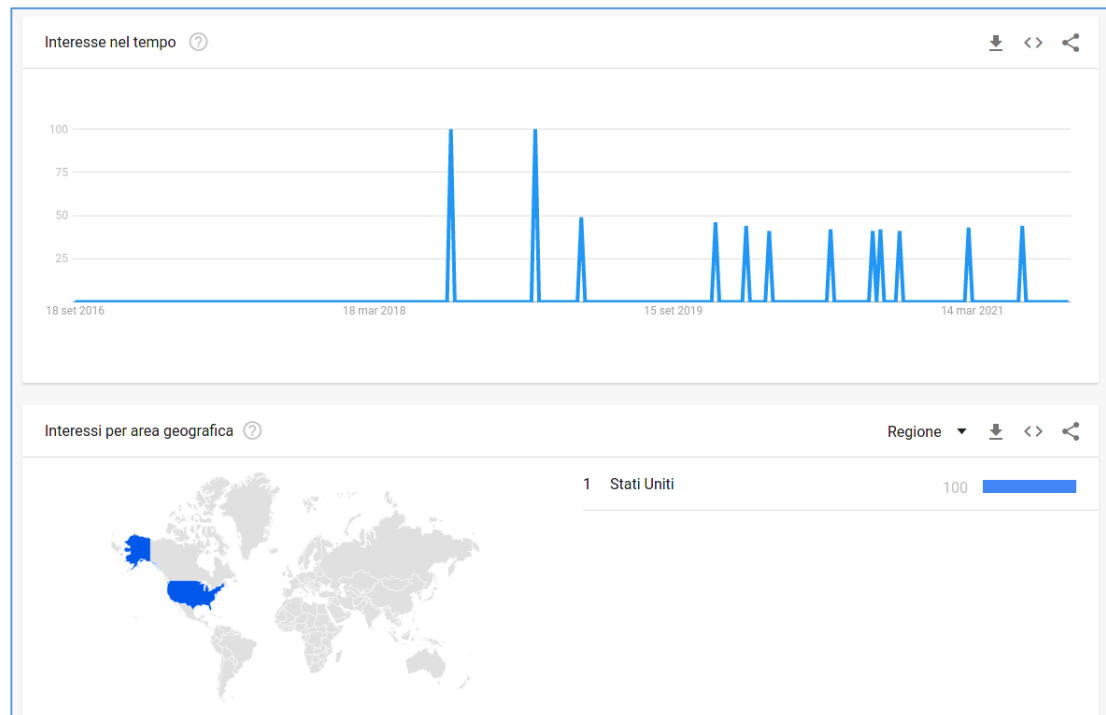 Interesse nel tempo ?
100
75
50
25
18 set 2016 18 mar 2018 15 set 2019 14 mar 2021
Interessi per area geografica ? Regione
1 Stati Uniti 100